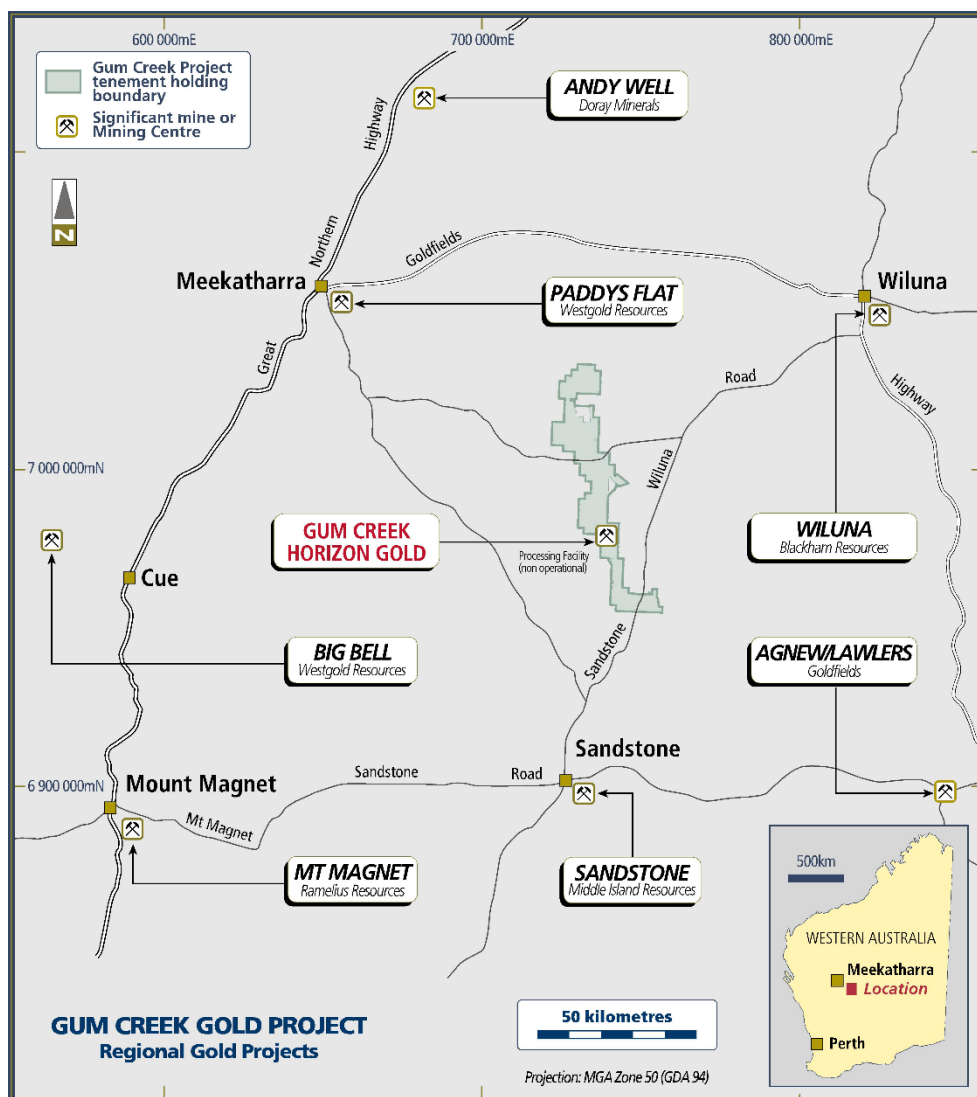 600 000mE
700 000mE
800 000mE
Gum Creek Project
tenement holding
boundary
Significant mine or
Mining Centre
N
ANDY WELL
Doray Minerals
Highway
Northern
Goldfields
Meekatharra
Wiluna
PADDYS FLAT
Westgold Resources
Great
Road
Highway
7 000 000mN
Wiluna
GUM CREEK
HORIZON GOLD
Processing Facility
(non operational)
WILUNA
Blackham Resources
Cue
BIG BELL
Westgold Resources
Sandstone
AGNEW/LAWLERS
Goldfields
6 900 000mN
Mount Magnet
Sandstone
Road
Sandstone
Mt Magnet
MT MAGNET
Ramelius Resources
SANDSTONE
Middle Island Resources
500km
WESTERN AUSTRALIA
Meekatharra
Location
Perth
GUM CREEK GOLD PROJECT
Regional Gold Projects
50 kilometres
Projection: MGA Zone 50 (GDA 94)